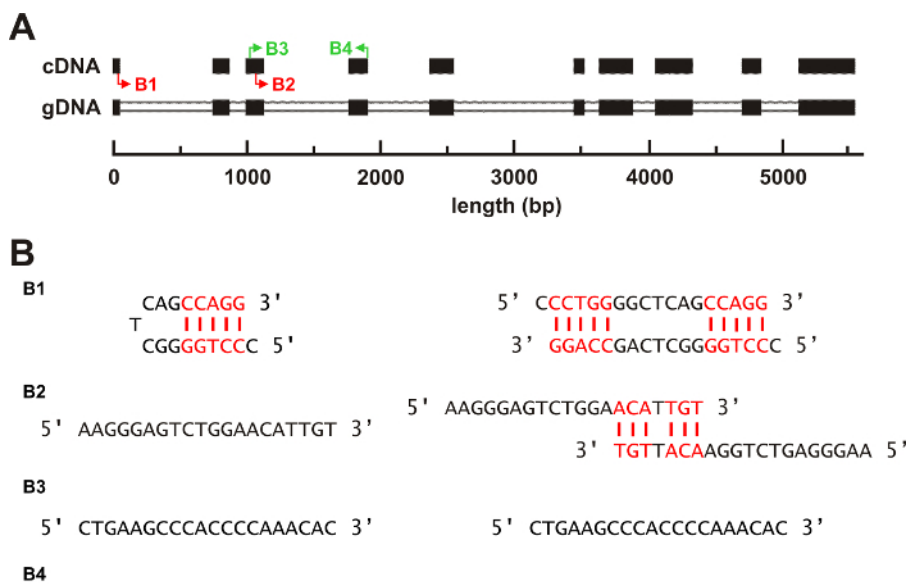 A
B3
B4
cDNA
B1
B2
gDNA
0 1000 2000 3000 4000 5000
length (bp)
B
B1
CAGCCAGG 3'
T
CGGGGTCCC 5'
5' CCCTGGGGCTCAGCCAGG 3'
3' GGACCGACTCGGGGTCCC 5'
B2
5' AAGGGAGTCTGGAACATTGT 3'
5' AAGGGAGTCTGGAACATTGT 3'
3' TGTTACAAGGTCTGAGGGAA 5'
B3
5' CTGAAGCCCACCCCAAACAC 3'
5' CTGAAGCCCACCCCAAACAC 3'
B4